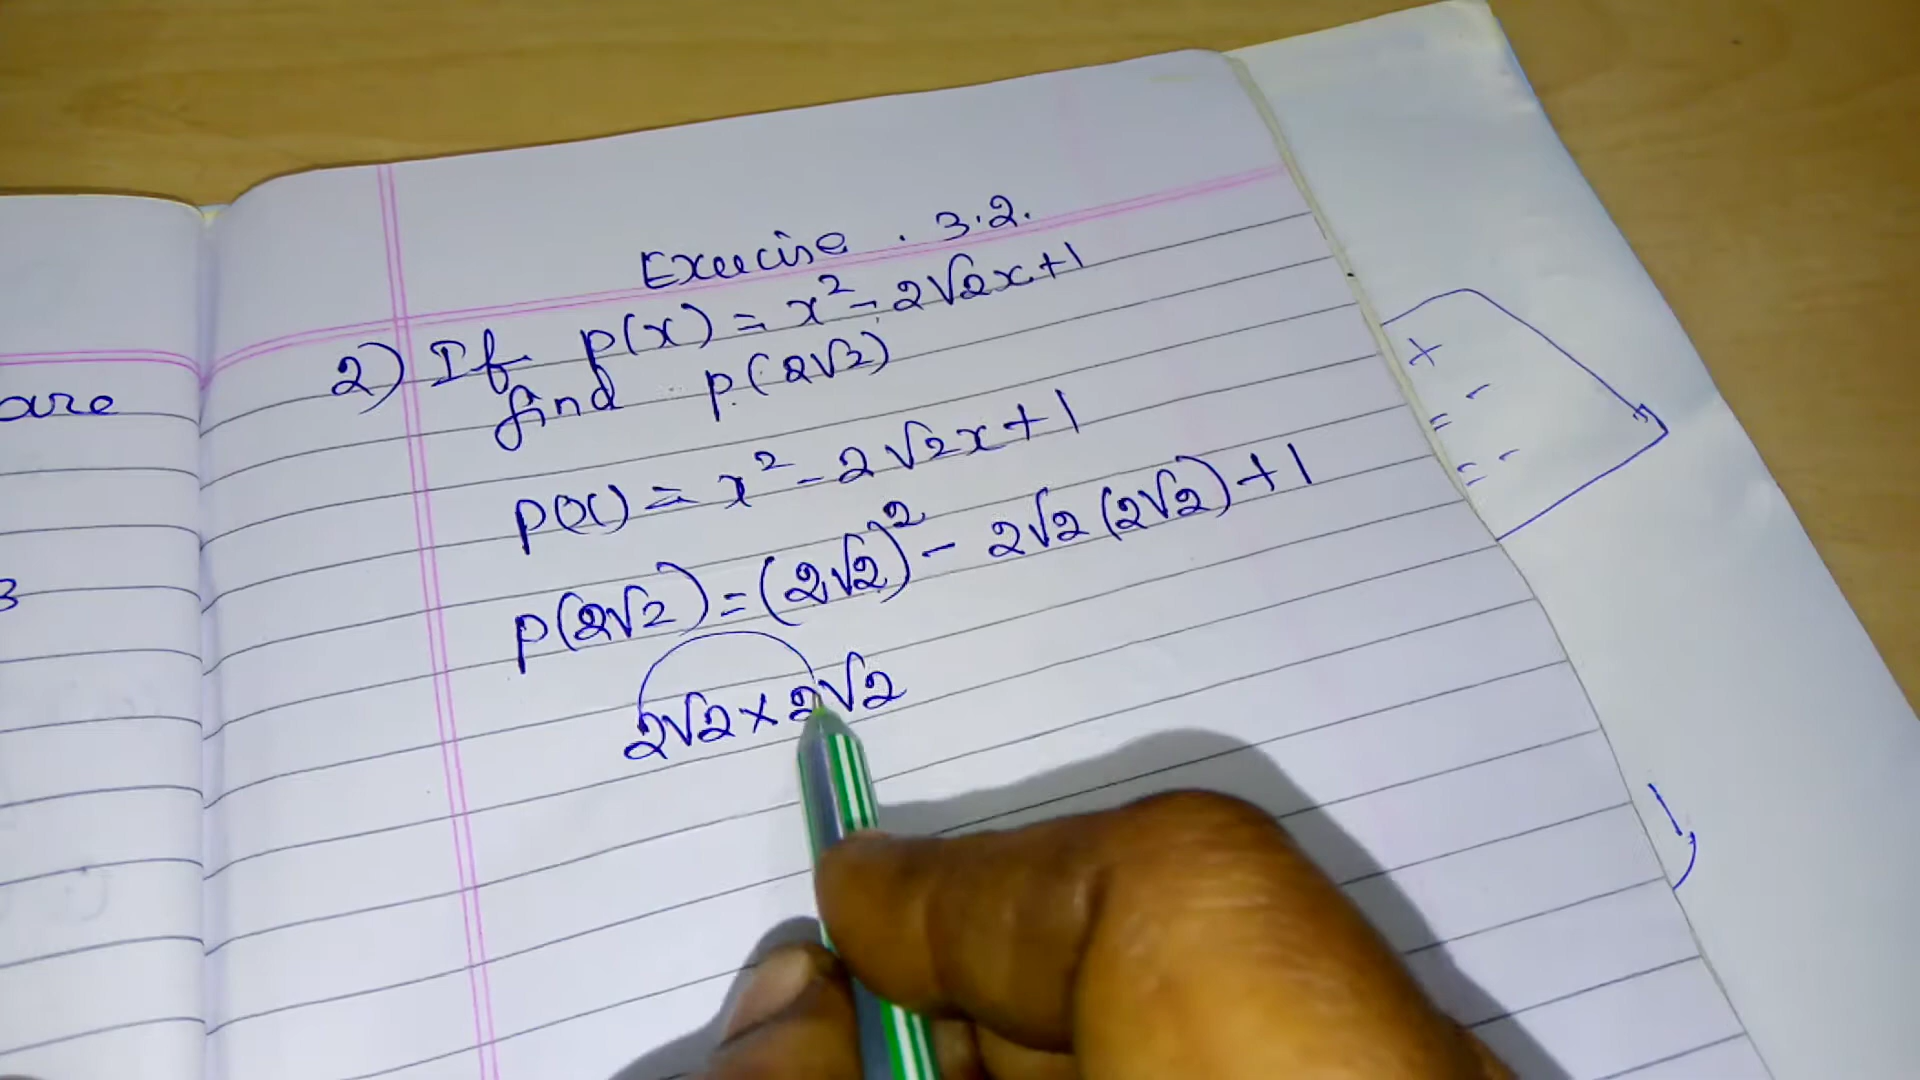 Exercise . 3.2.
2) If p(x) = x² - 2√2x+1
find p(2√2)
p(x) = x² - 2√2x+1
p(2√2) = (2√2)² - 2√2(2√2)+1
2√2 × 2√2
are
3
+
= -
= -